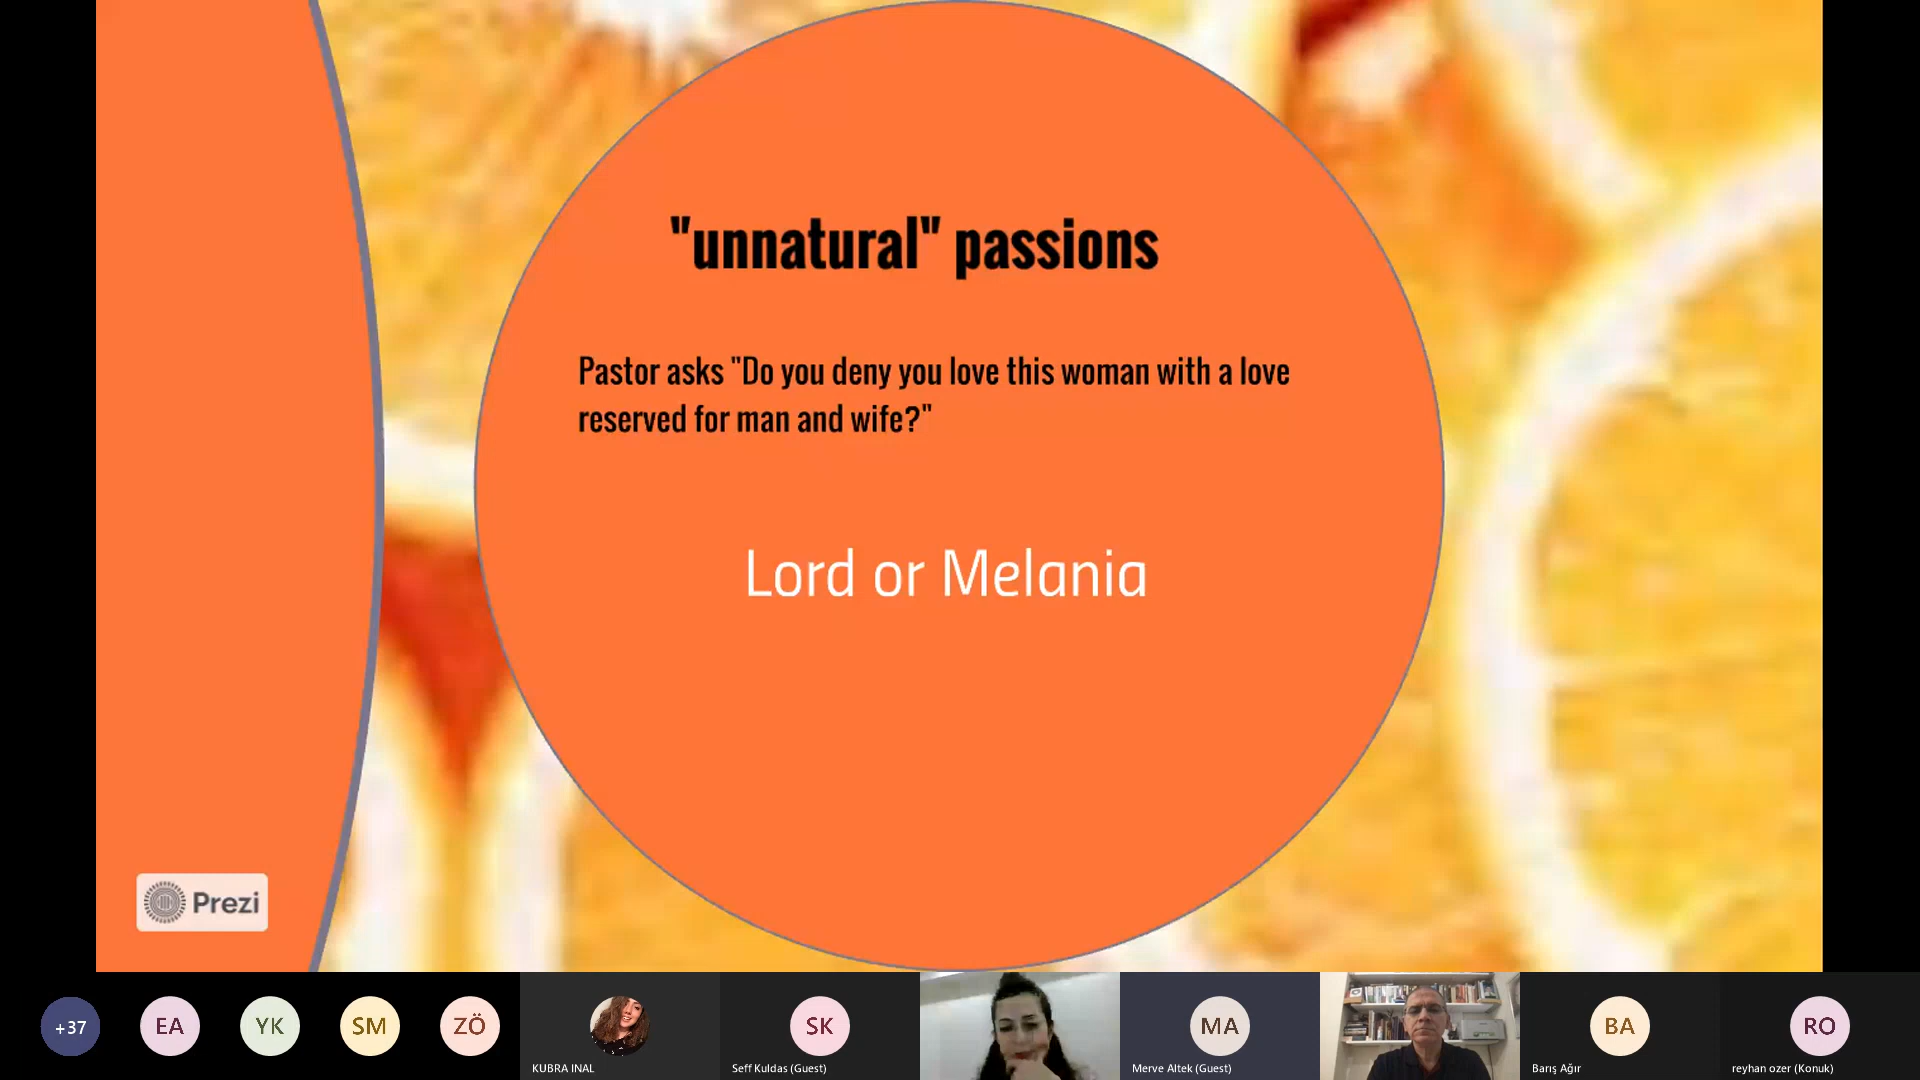 "unnatural" passions
Pastor asks "Do you deny you love this woman with a love
reserved for man and wife?"
Lord or Melania
Prezi
+37
EA
YK
SM
ZÖ
KUBRA INAL
SK
Seff Kuldas (Guest)
MA
Merve Altek (Guest)
BA
Barış Ağır
RO
reyhan ozer (Konuk)